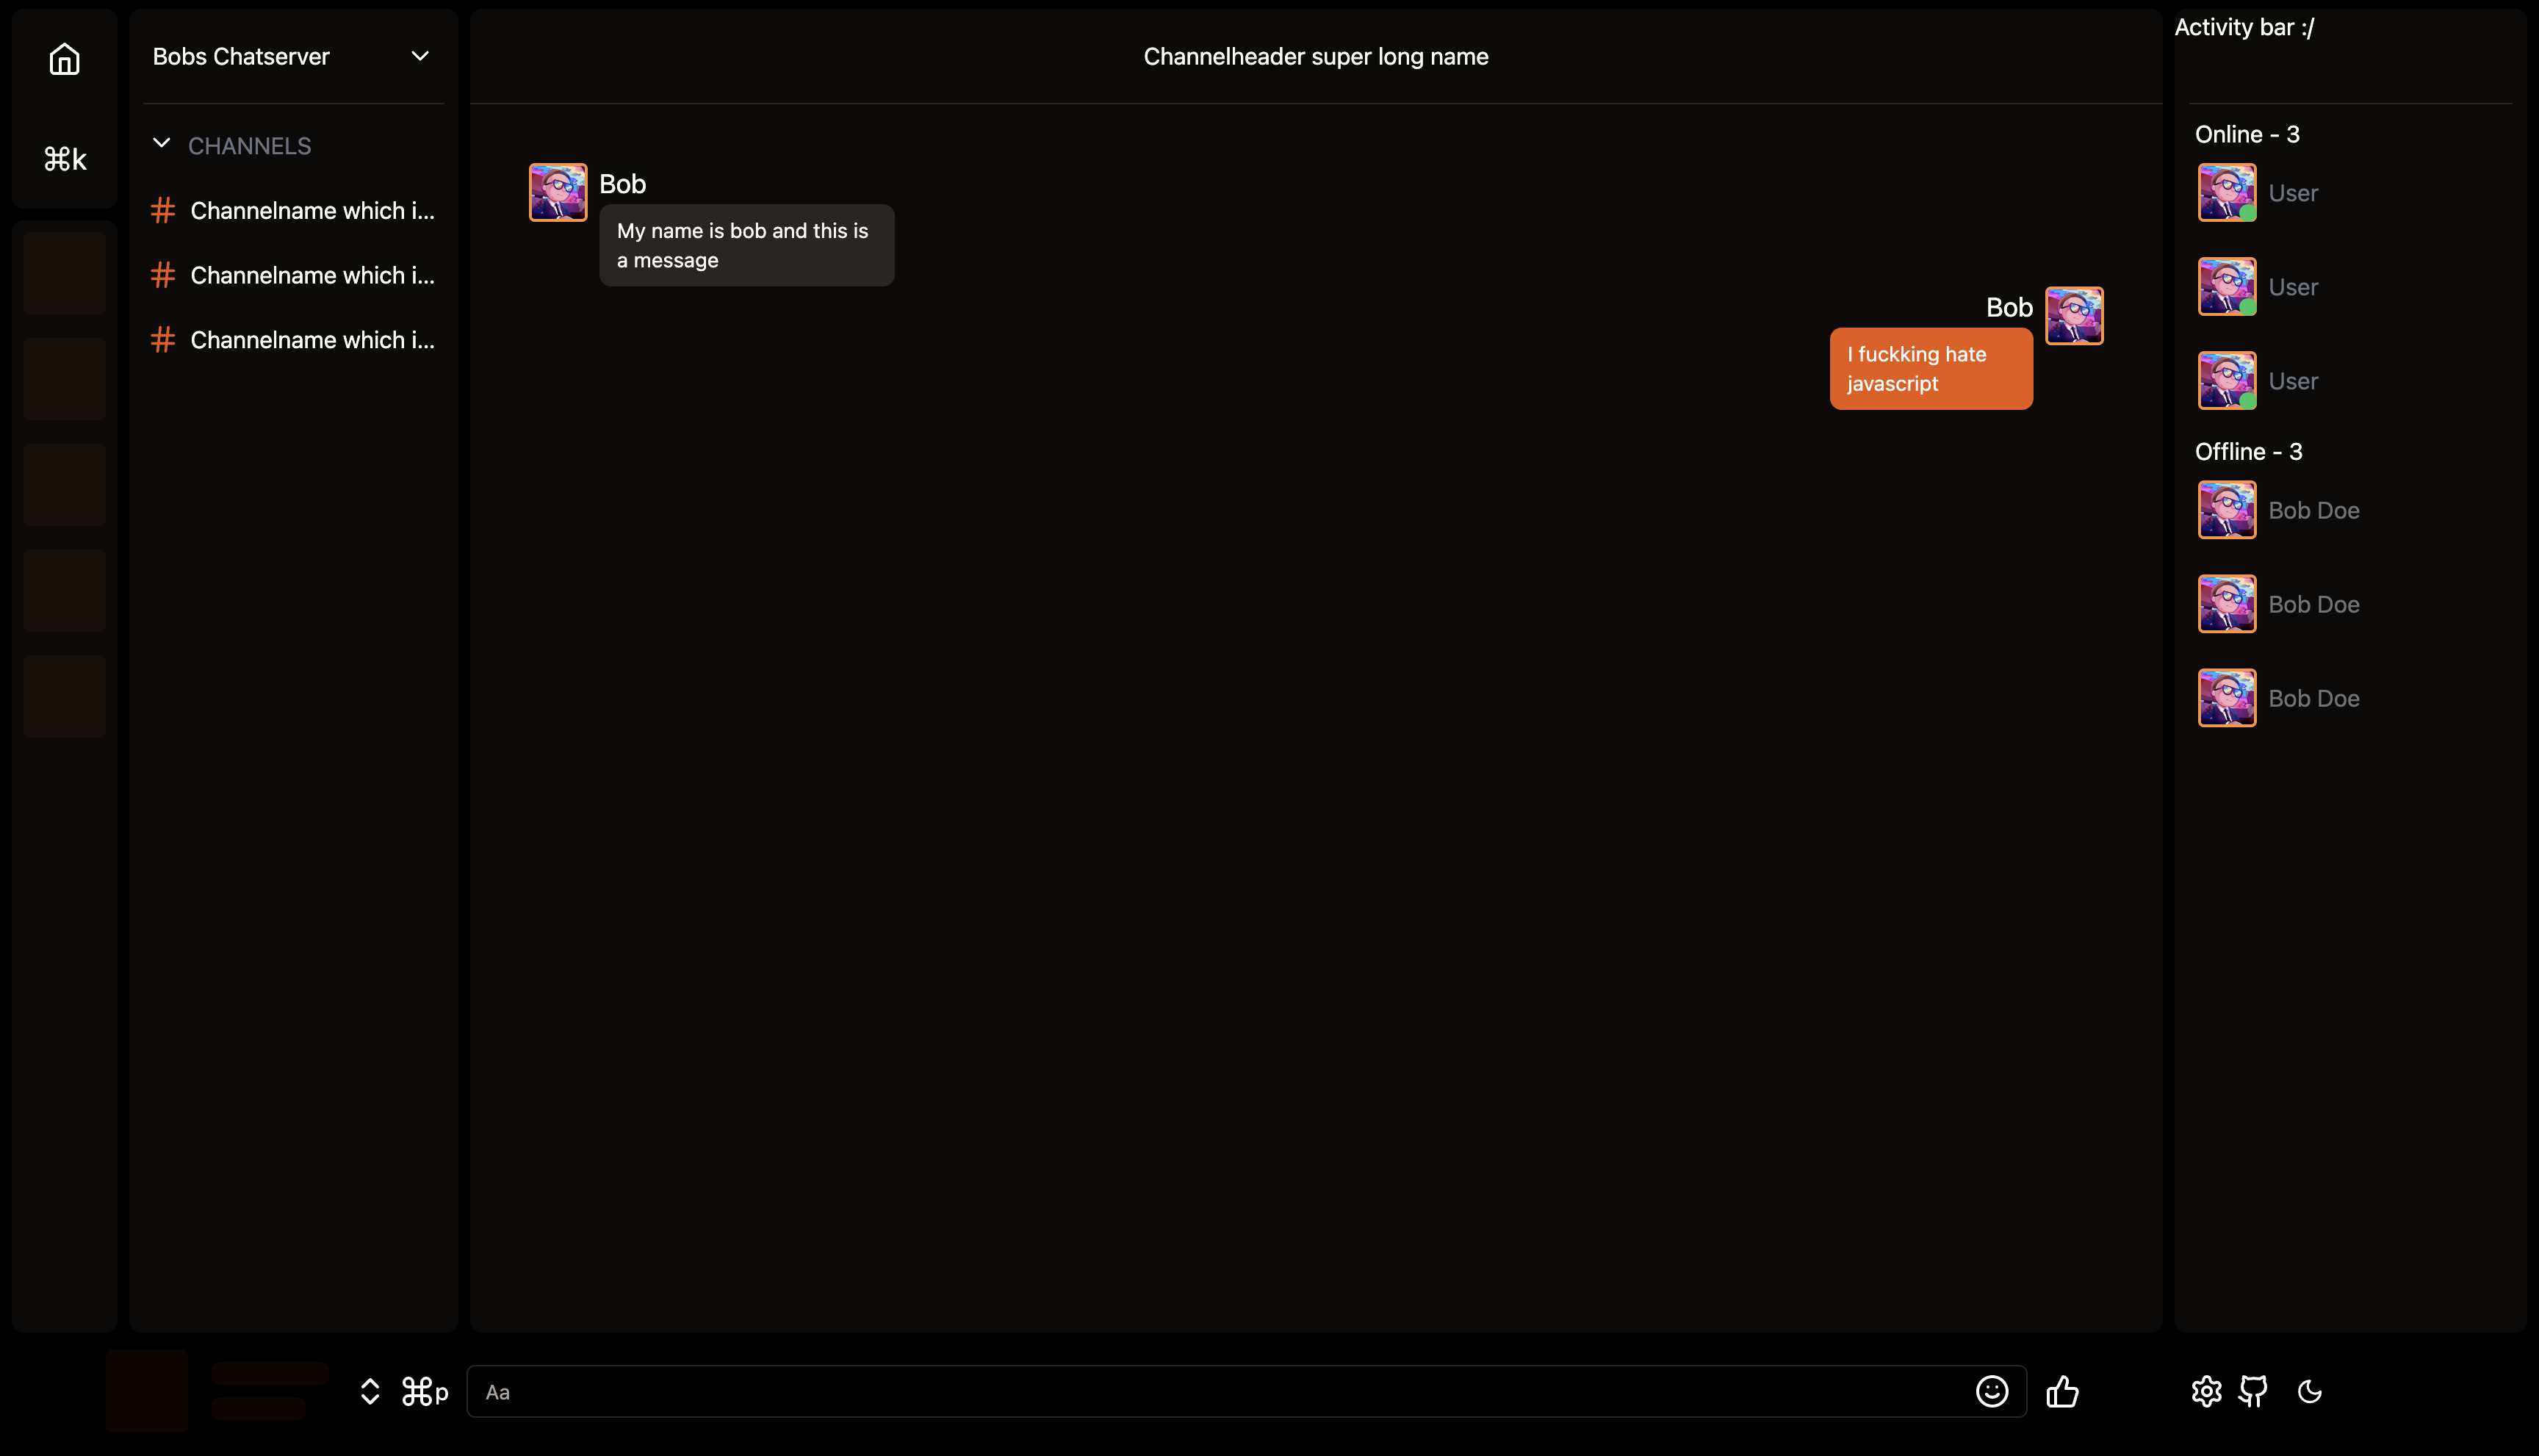 ⌘k
Bobs Chatserver
CHANNELS
# Channelname which i...
# Channelname which i...
# Channelname which i...
Channelheader super long name
Bob
My name is bob and this is
a message
Bob
I fuckking hate
javascript
Activity bar :/
Online - 3
User
User
User
Offline - 3
Bob Doe
Bob Doe
Bob Doe
⌘p
Aa